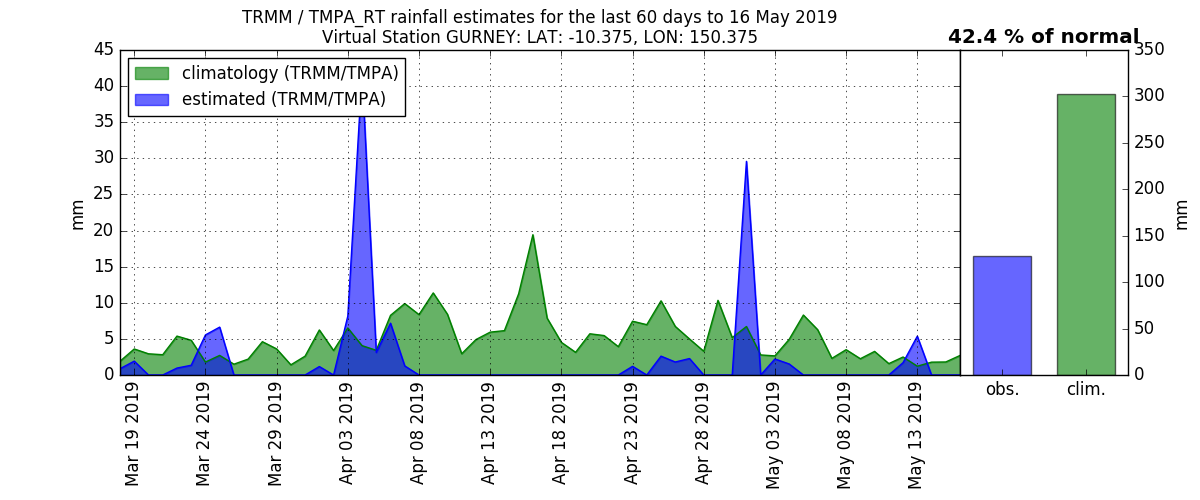 TRMM / TMPA_RT rainfall estimates for the last 60 days to 16 May 2019
Virtual Station GURNEY: LAT: -10.375, LON: 150.375
42.4 % of normal
climatology (TRMM/TMPA)
estimated (TRMM/TMPA)
45
40
35
30
25
20
15
10
5
0
mm
350
300
250
200
150
100
50
0
mm
Mar 19 2019
Mar 24 2019
Mar 29 2019
Apr 03 2019
Apr 08 2019
Apr 13 2019
Apr 18 2019
Apr 23 2019
Apr 28 2019
May 03 2019
May 08 2019
May 13 2019
obs.
clim.